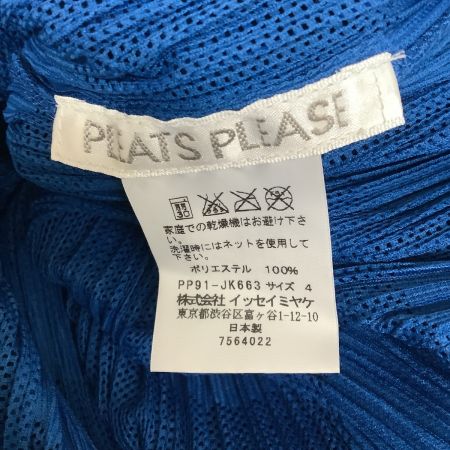 PLEATS PLEASE
30
家庭での乾燥機はお避け下さ
い。
洗濯時にはネットを使用して
下さい。
ポリエステル 100%
PP91-JK663 サイズ 4
株式会社 イッセイミヤケ
東京都渋谷区富ヶ谷1-12-10
日本製
7564022